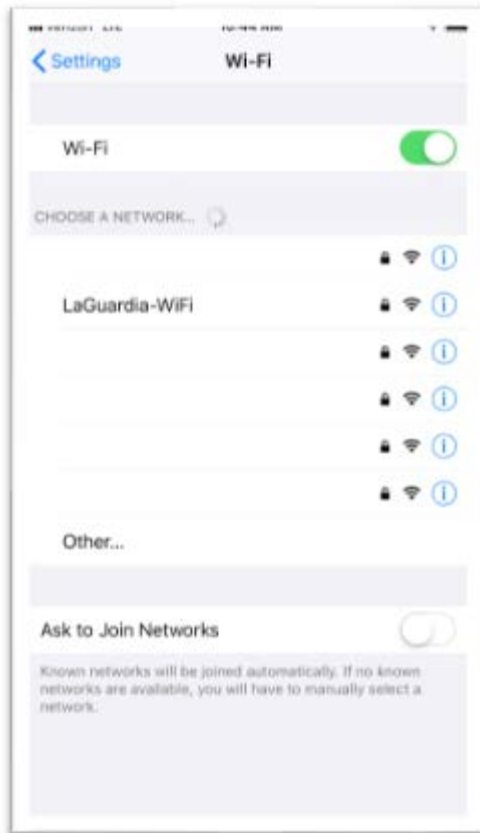 Settings
Wi-Fi
Wi-Fi
CHOOSE A NETWORK...
LaGuardia-WiFi
Other...
Ask to Join Networks
Known networks will be joined automatically. If no known
networks are available, you will have to manually select a
network.